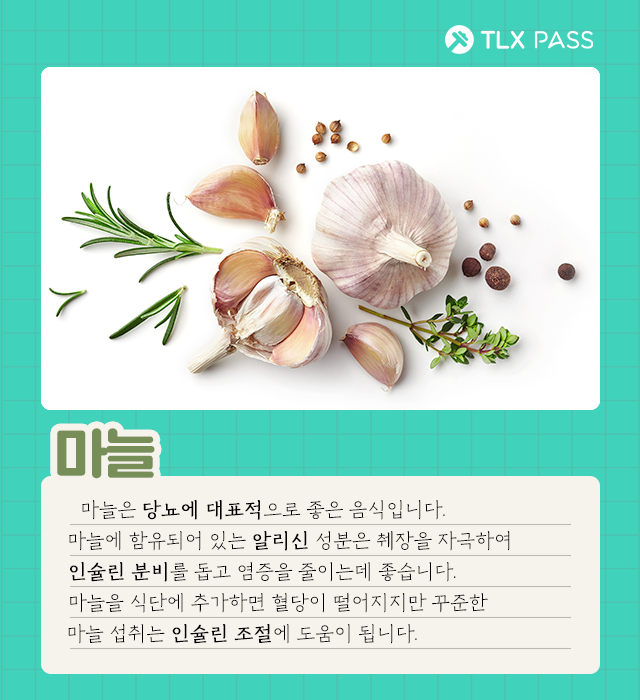 TLX PASS
마늘
마늘은 당뇨에 대표적으로 좋은 음식입니다.
마늘에 함유되어 있는 알리신 성분은 췌장을 자극하여
인슐린 분비를 돕고 염증을 줄이는데 좋습니다.
마늘을 식단에 추가하면 혈당이 떨어지지만 꾸준한
마늘 섭취는 인슐린 조절에 도움이 됩니다.